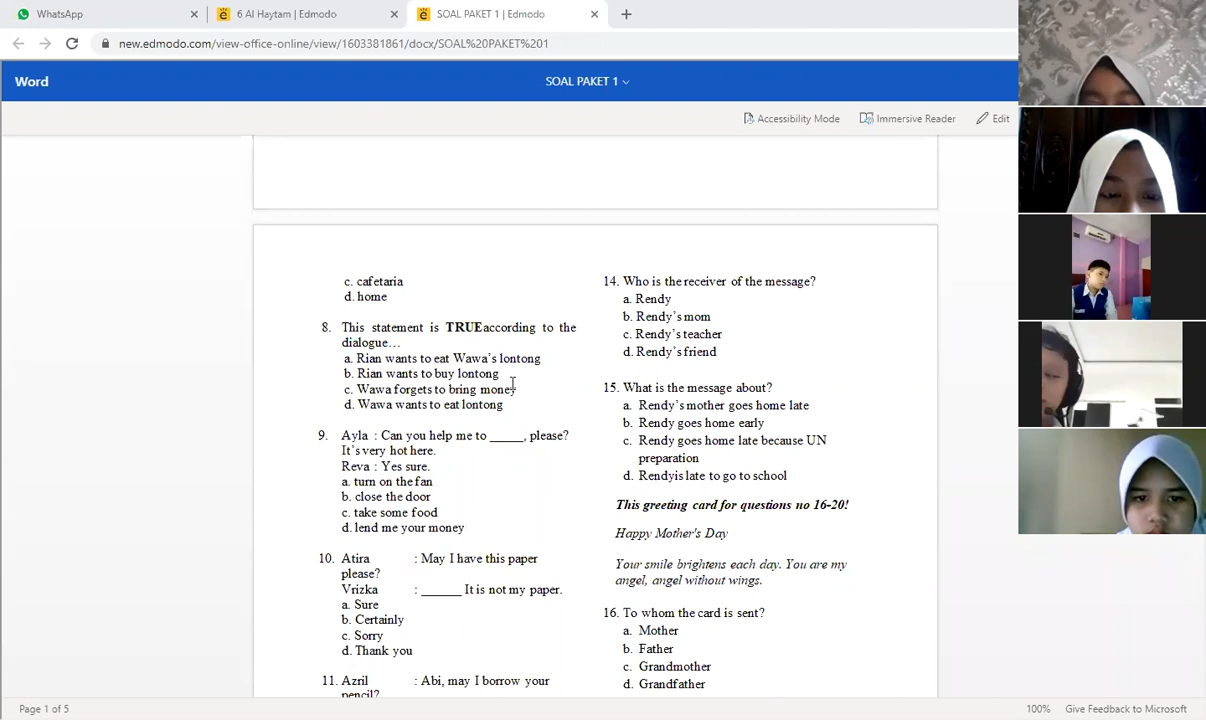 WhatsApp
6 Al Haytam | Edmodo
SOAL PAKET 1 | Edmodo
new.edmodo.com/view-office-online/view/1603381861/docx/SOAL%20PAKET%201
Word
SOAL PAKET 1
Accessibility Mode
Immersive Reader
Edit
c. cafetaria
d. home
8. This statement is TRUEaccording to the
dialogue…
a. Rian wants to eat Wawa's lontong
b. Rian wants to buy lontong
c. Wawa forgets to bring money
d. Wawa wants to eat lontong
9. Ayla : Can you help me to _____, please?
It's very hot here.
Reva : Yes sure.
a. turn on the fan
b. close the door
c. take some food
d. lend me your money
10. Atira : May I have this paper
please?
Vrizka : ______ It is not my paper.
a. Sure
b. Certainly
c. Sorry
d. Thank you
11. Azril : Abi, may I borrow your
pencil?
14. Who is the receiver of the message?
a. Rendy
b. Rendy's mom
c. Rendy's teacher
d. Rendy's friend
15. What is the message about?
a. Rendy's mother goes home late
b. Rendy goes home early
c. Rendy goes home late because UN
preparation
d. Rendyis late to go to school
This greeting card for questions no 16-20!
Happy Mother's Day
Your smile brightens each day. You are my
angel, angel without wings.
16. To whom the card is sent?
a. Mother
b. Father
c. Grandmother
d. Grandfather
Page 1 of 5
100%
Give Feedback to Microsoft